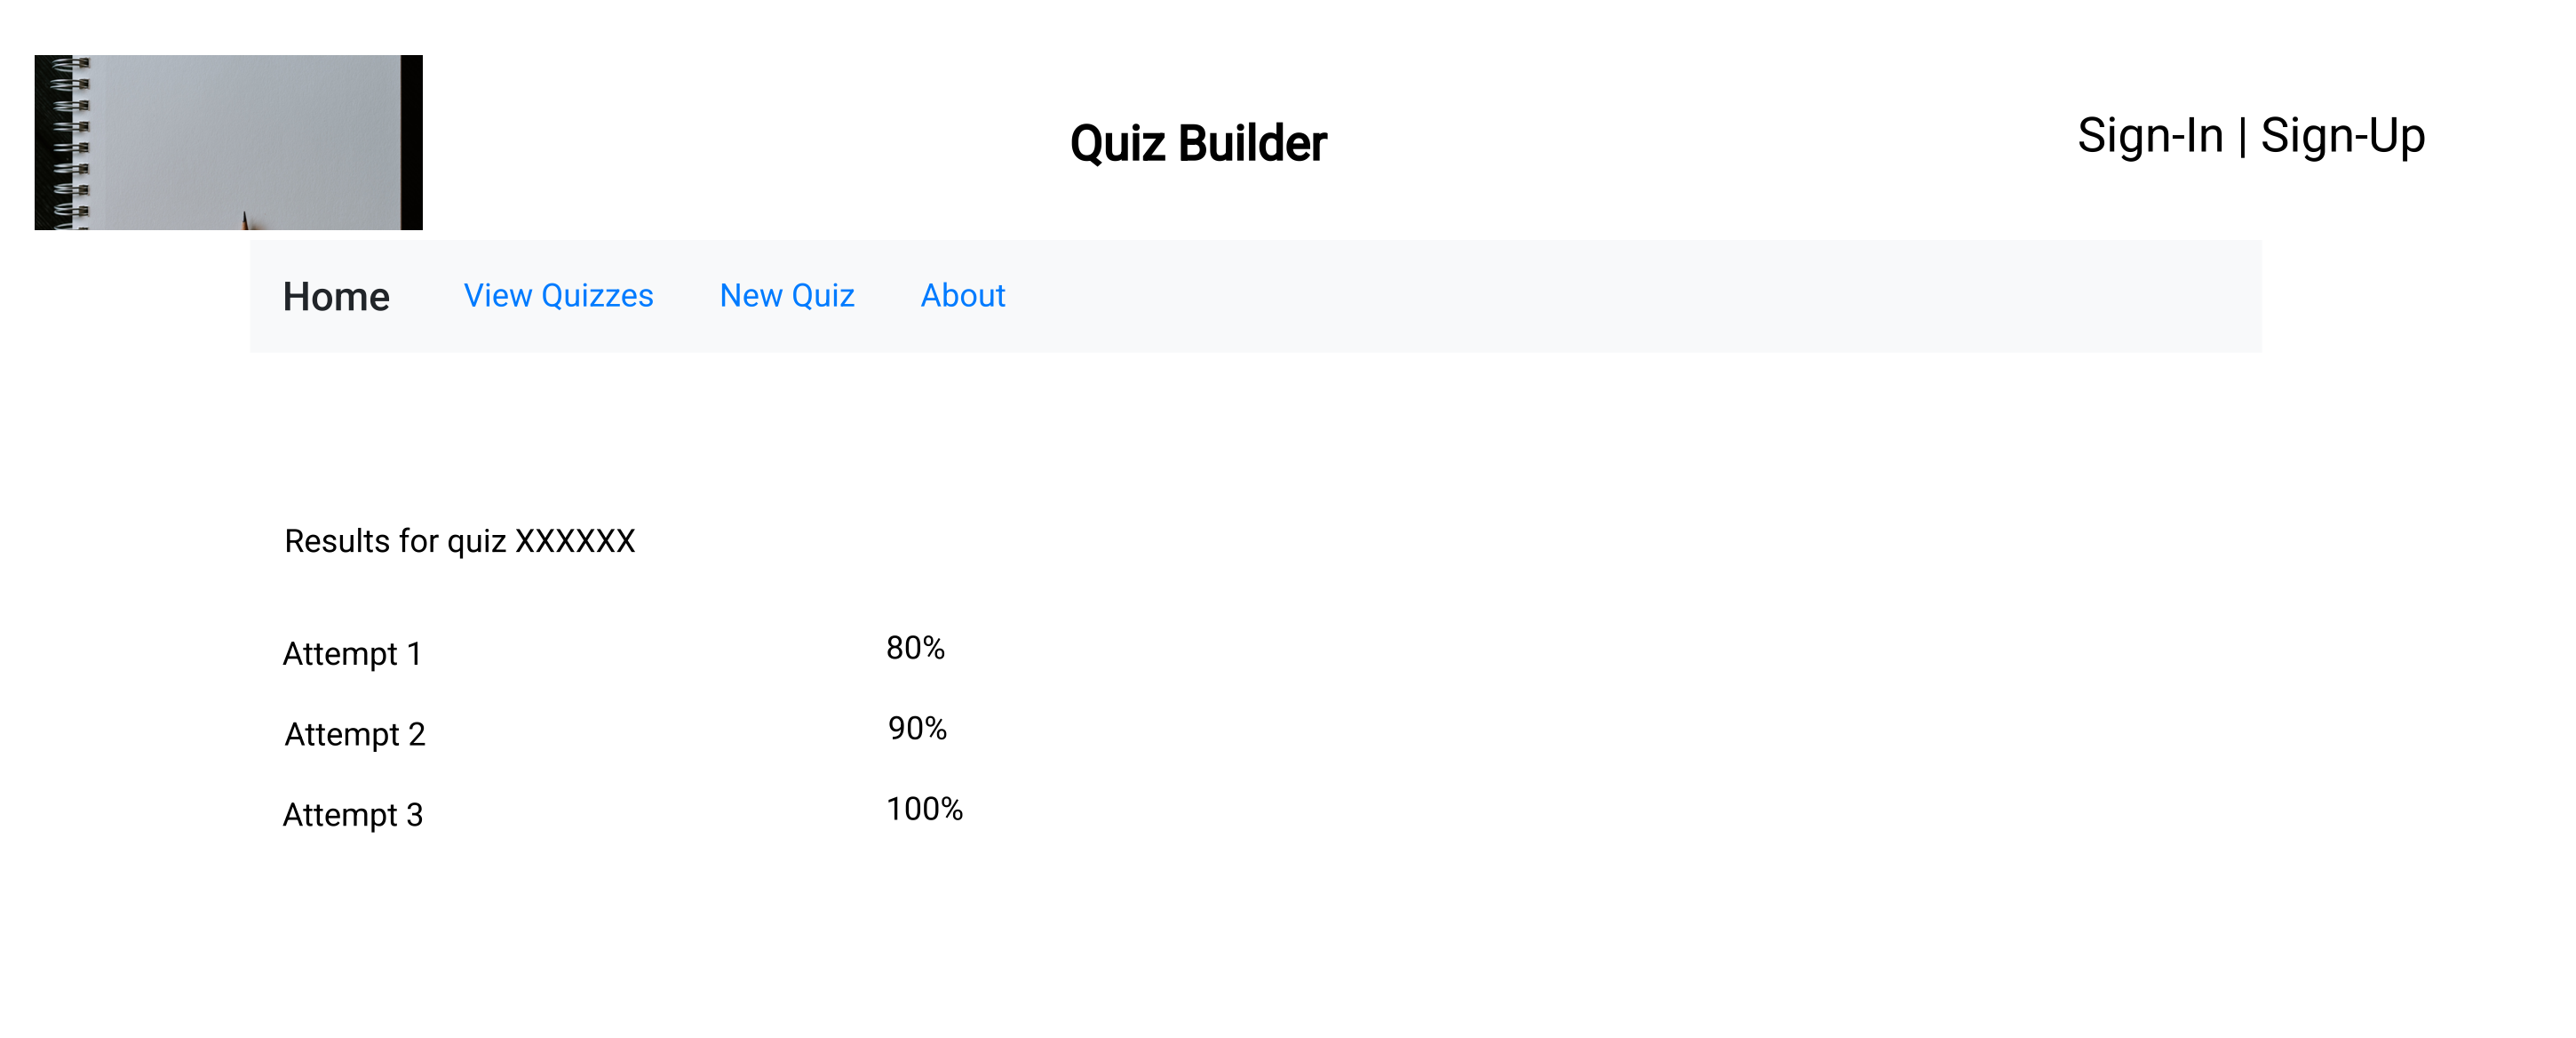 Quiz Builder
Sign-In | Sign-Up
Home View Quizzes New Quiz About
Results for quiz XXXXXX
Attempt 1 80%
Attempt 2 90%
Attempt 3 100%